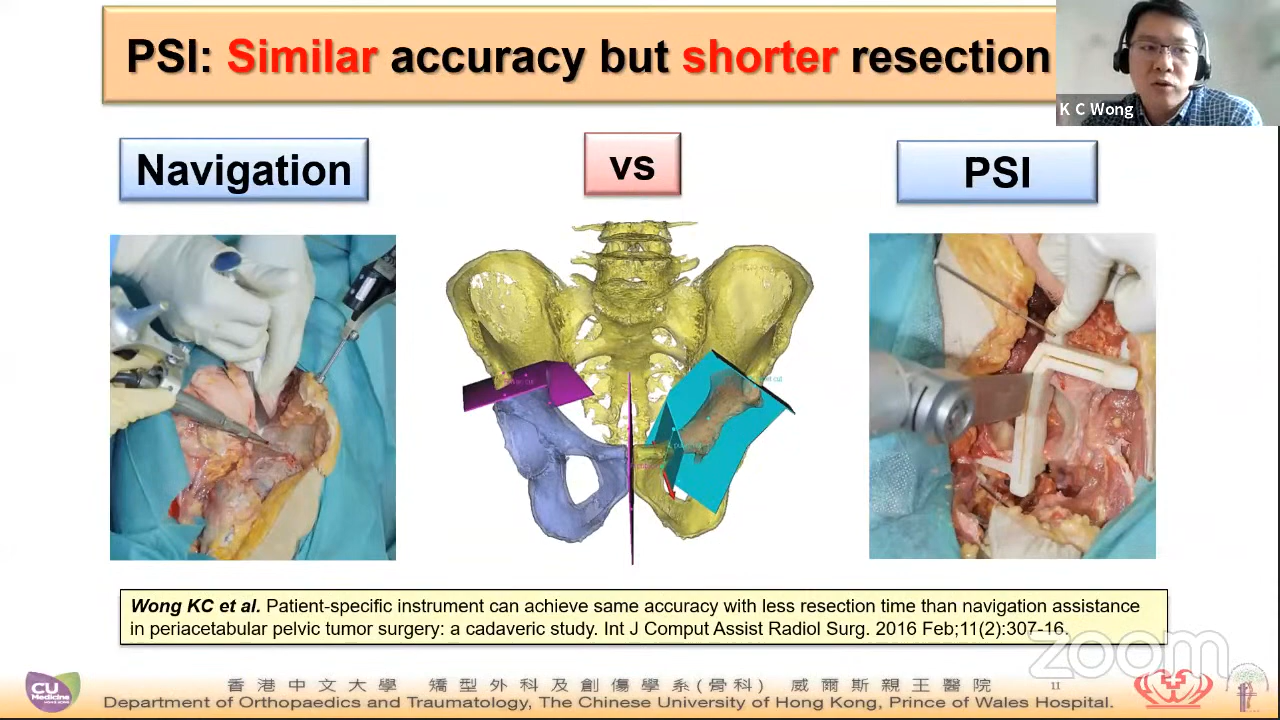 PSI: Similar accuracy but shorter resection
K C Wong
Navigation
vs
PSI
Wong KC et al. Patient-specific instrument can achieve same accuracy with less resection time than navigation assistance
in periacetabular pelvic tumor surgery: a cadaveric study. Int J Comput Assist Radiol Surg. 2016 Feb;11(2):307-16.
zoom
CU
Medicine
HONG KONG
香港中文大學 矯型外科及創傷學系(骨科) 威爾斯親王醫院
11
Department of Orthopaedics and Traumatology, The Chinese University of Hong Kong, Prince of Wales Hospital.